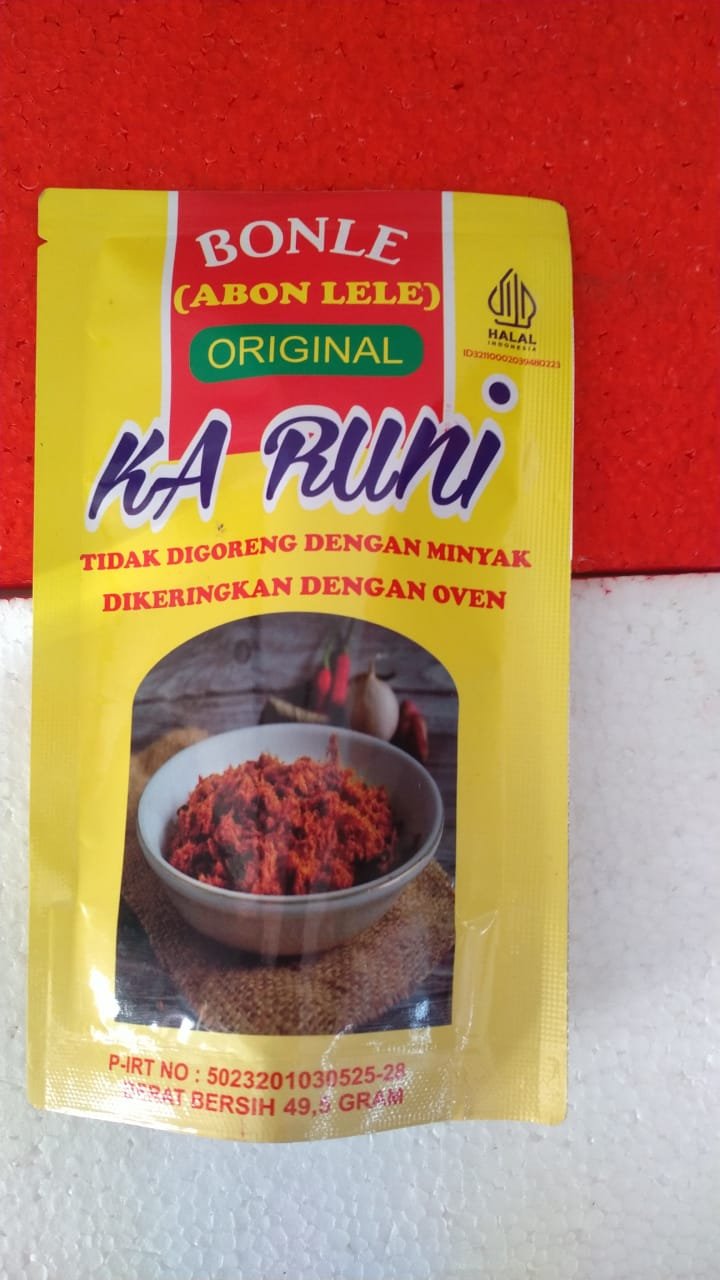 BONLE
(ABON LELE)
ORIGINAL
HALAL
INDONESIA
ID32110002039480223
KA RUNI
TIDAK DIGORENG DENGAN MINYAK
DIKERINGKAN DENGAN OVEN
P-IRT NO : 5023201030525-28
BERAT BERSIH 49,5 GRAM